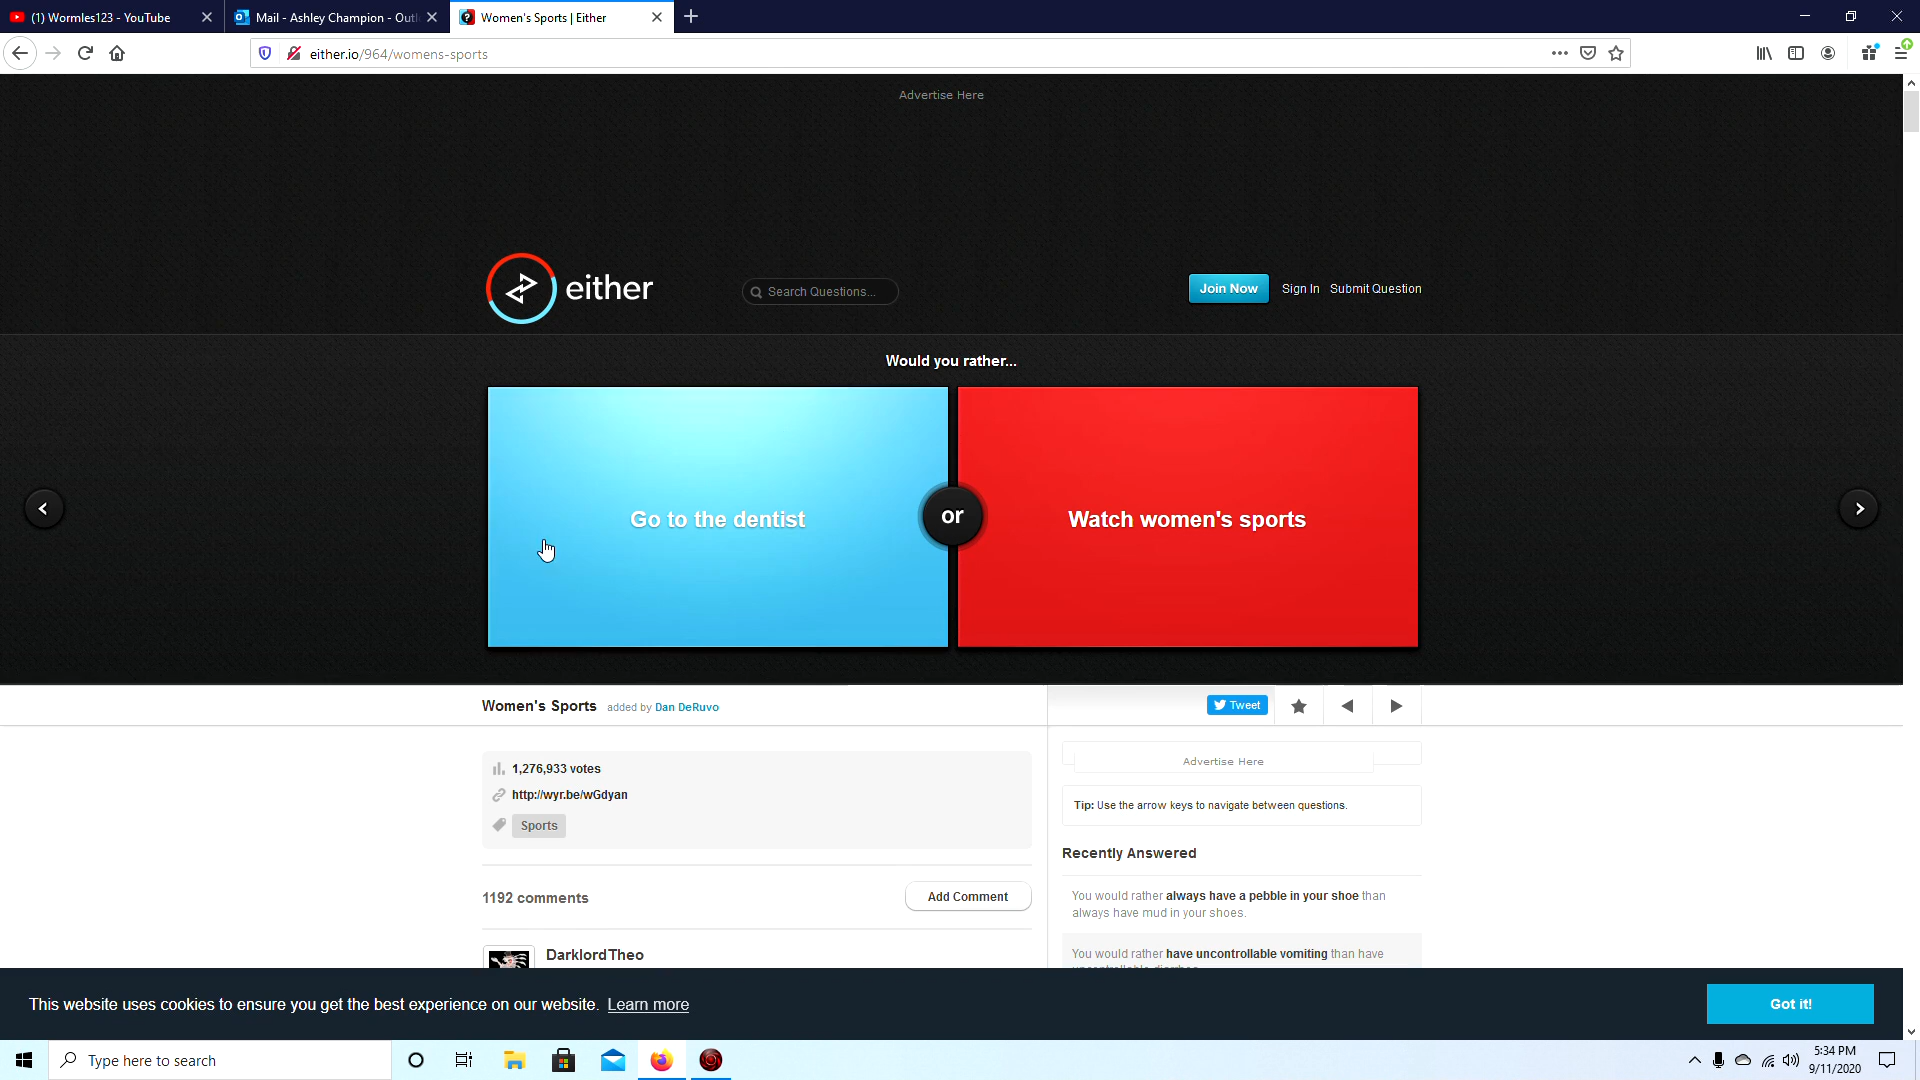 (1) Wormles123 - YouTube
Mail - Ashley Champion - Outl
Women's Sports | Either
either.io/964/womens-sports
Advertise Here
either
Search Questions...
Join Now
Sign In
Submit Question
Would you rather...
Go to the dentist
or
Watch women's sports
Women's Sports added by Dan DeRuvo
Tweet
1,276,933 votes
http://wyr.be/wGdyan
Sports
1192 comments
Add Comment
DarklordTheo
Advertise Here
Tip: Use the arrow keys to navigate between questions.
Recently Answered
You would rather always have a pebble in your shoe than
always have mud in your shoes.
You would rather have uncontrollable vomiting than have
This website uses cookies to ensure you get the best experience on our website. Learn more
Got it!
Type here to search
5:34 PM
9/11/2020